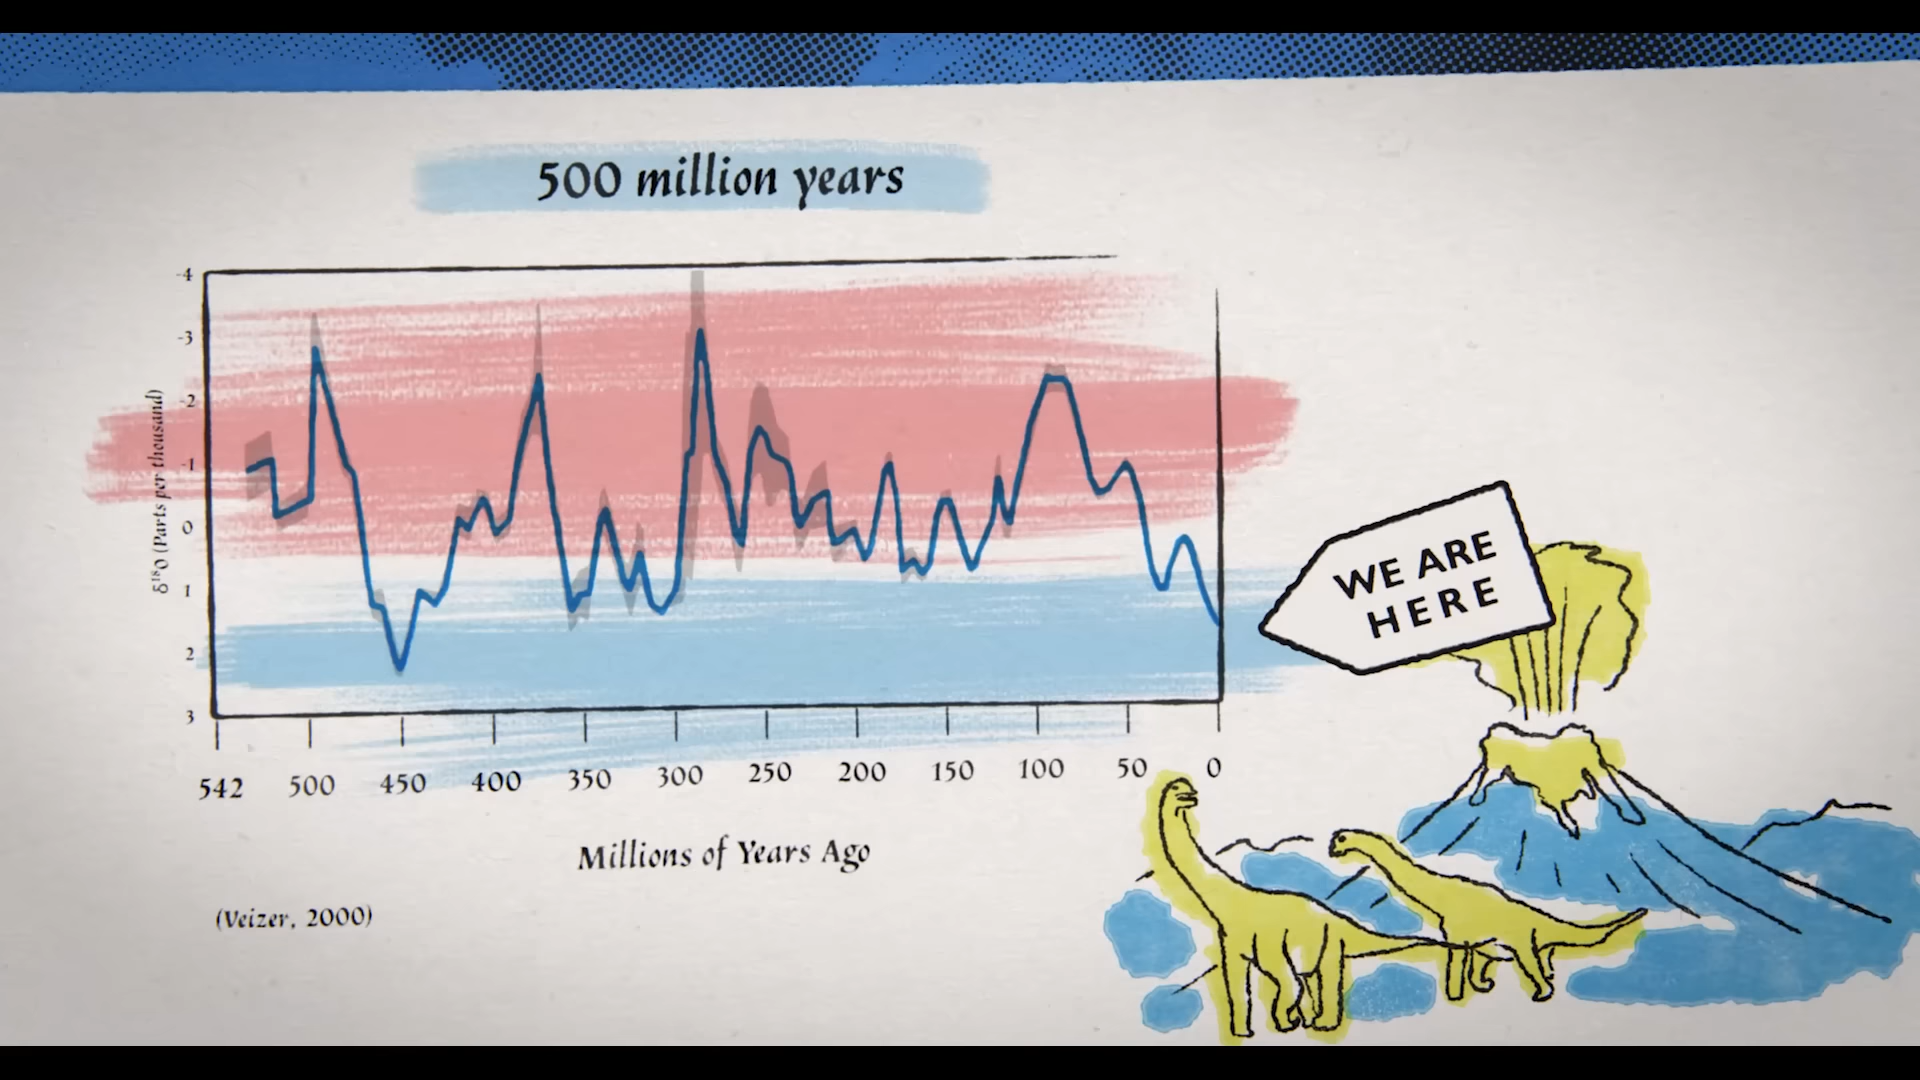 500 million years
-4
-3
-2
-1
0
1
2
3
δ¹⁸O (Parts per thousand)
542 500 450 400 350 300 250 200 150 100 50 0
Millions of Years Ago
(Veizer, 2000)
WE ARE
HERE